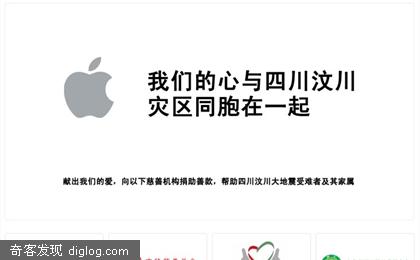 我们的心与四川汶川
灾区同胞在一起
献出我们的爱，向以下慈善机构捐助善款，帮助四川汶川大地震受难者及其家属
奇客发现 diglog.com